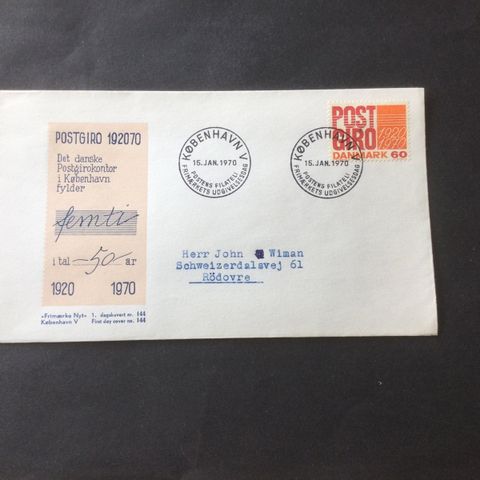 POSTGIRO 192070
Det danske
Postgirokontor
i København
fylder
femti
i tal -50- år
1920 1970
»Frimærke Nyt« 1. dagskuvert nr. 144
København V First day cover no. 144
KØBENHAVN V
15.JAN.1970
POSTENS FILATELI
FRIMÆRKETS UDGIVELSESDAG
KØBENHAVN V
15.JAN.1970
POSTENS FILATELI
FRIMÆRKETS UDGIVELSESDAG
POST
GIRO
1920
1970
DANMARK 60
Herr John Wiman
Schweizerdalsvej 61
Rödovre